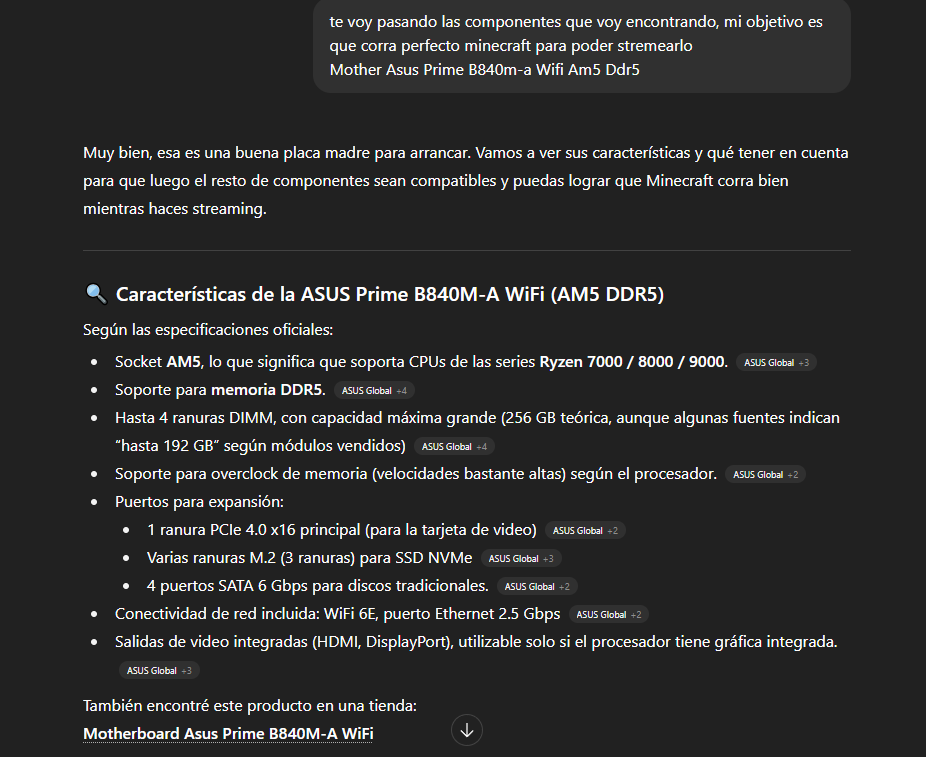 te voy pasando las componentes que voy encontrando, mi objetivo es
que corra perfecto minecraft para poder stremearlo
Mother Asus Prime B840m-a Wifi Am5 Ddr5
Muy bien, esa es una buena placa madre para arrancar. Vamos a ver sus características y qué tener en cuenta
para que luego el resto de componentes sean compatibles y puedas lograr que Minecraft corra bien
mientras haces streaming.
🔍 Características de la ASUS Prime B840M-A WiFi (AM5 DDR5)
Según las especificaciones oficiales:
• Socket AM5, lo que significa que soporta CPUs de las series Ryzen 7000 / 8000 / 9000. ASUS Global +3
• Soporte para memoria DDR5. ASUS Global +4
• Hasta 4 ranuras DIMM, con capacidad máxima grande (256 GB teórica, aunque algunas fuentes indican
“hasta 192 GB” según módulos vendidos) ASUS Global +4
• Soporte para overclock de memoria (velocidades bastante altas) según el procesador. ASUS Global +2
• Puertos para expansión:
• 1 ranura PCIe 4.0 x16 principal (para la tarjeta de video) ASUS Global +2
• Varias ranuras M.2 (3 ranuras) para SSD NVMe ASUS Global +3
• 4 puertos SATA 6 Gbps para discos tradicionales. ASUS Global +2
• Conectividad de red incluida: WiFi 6E, puerto Ethernet 2.5 Gbps ASUS Global +2
• Salidas de video integradas (HDMI, DisplayPort), utilizable solo si el procesador tiene gráfica integrada.
ASUS Global +3
También encontré este producto en una tienda:
Motherboard Asus Prime B840M-A WiFi